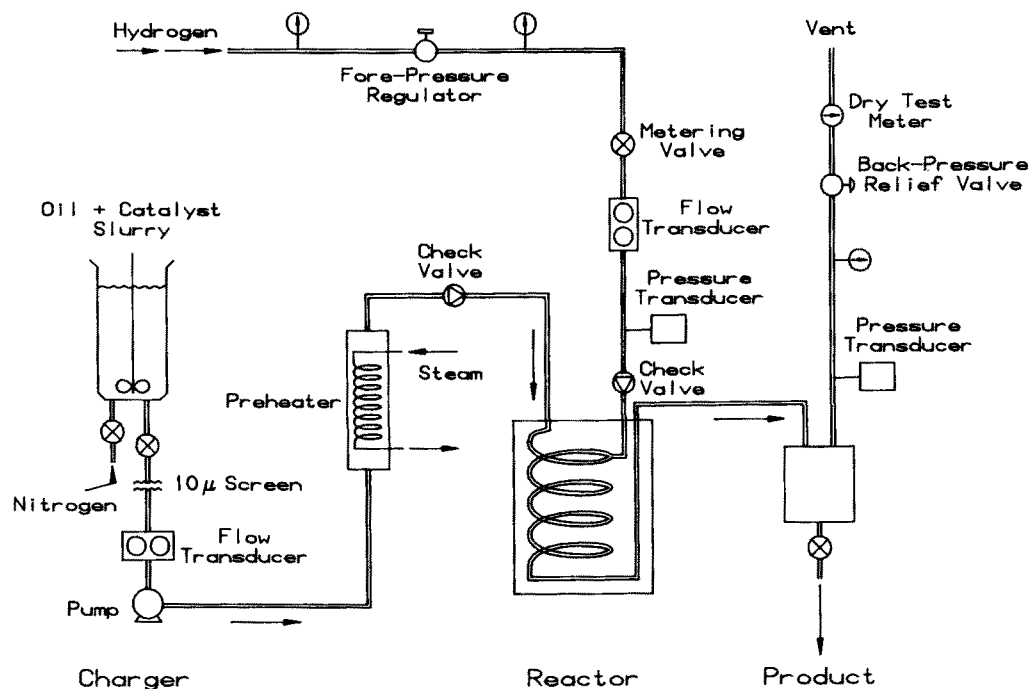 Hydrogen
Fore-Pressure
Regulator
Vent
Dry Test
Meter
Metering
Valve
Back-Pressure
Relief Valve
Oil + Catalyst
Slurry
Flow
Transducer
Check
Valve
Pressure
Transducer
Pressure
Transducer
Steam
Check
Valve
Preheater
Nitrogen
10μ Screen
Flow
Transducer
Pump
Charger
Reactor
Product